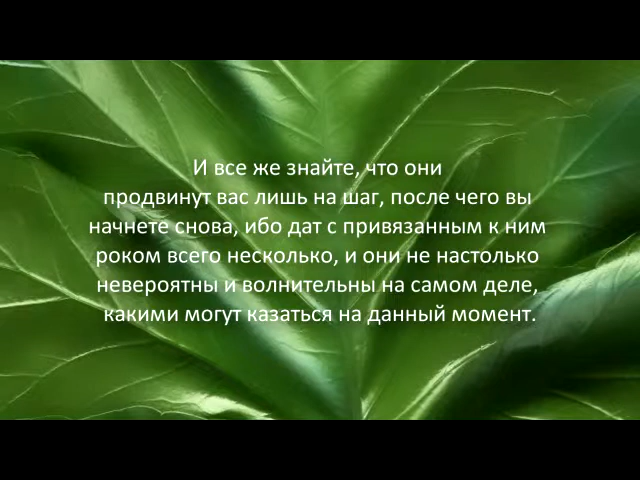 И все же знайте, что они
продвинут вас лишь на шаг, после чего вы
начнете снова, ибо дат с привязанным к ним
роком всего несколько, и они не настолько
невероятны и волнительны на самом деле,
какими могут казаться на данный момент.